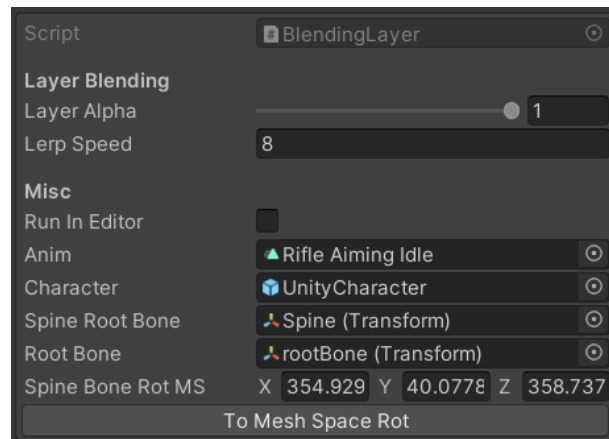 Script BlendingLayer
Layer Blending
Layer Alpha 1
Lerp Speed 8
Misc
Run In Editor
Anim Rifle Aiming Idle
Character UnityCharacter
Spine Root Bone Spine (Transform)
Root Bone rootBone (Transform)
Spine Bone Rot MS X 354.929 Y 40.0778 Z 358.737
To Mesh Space Rot